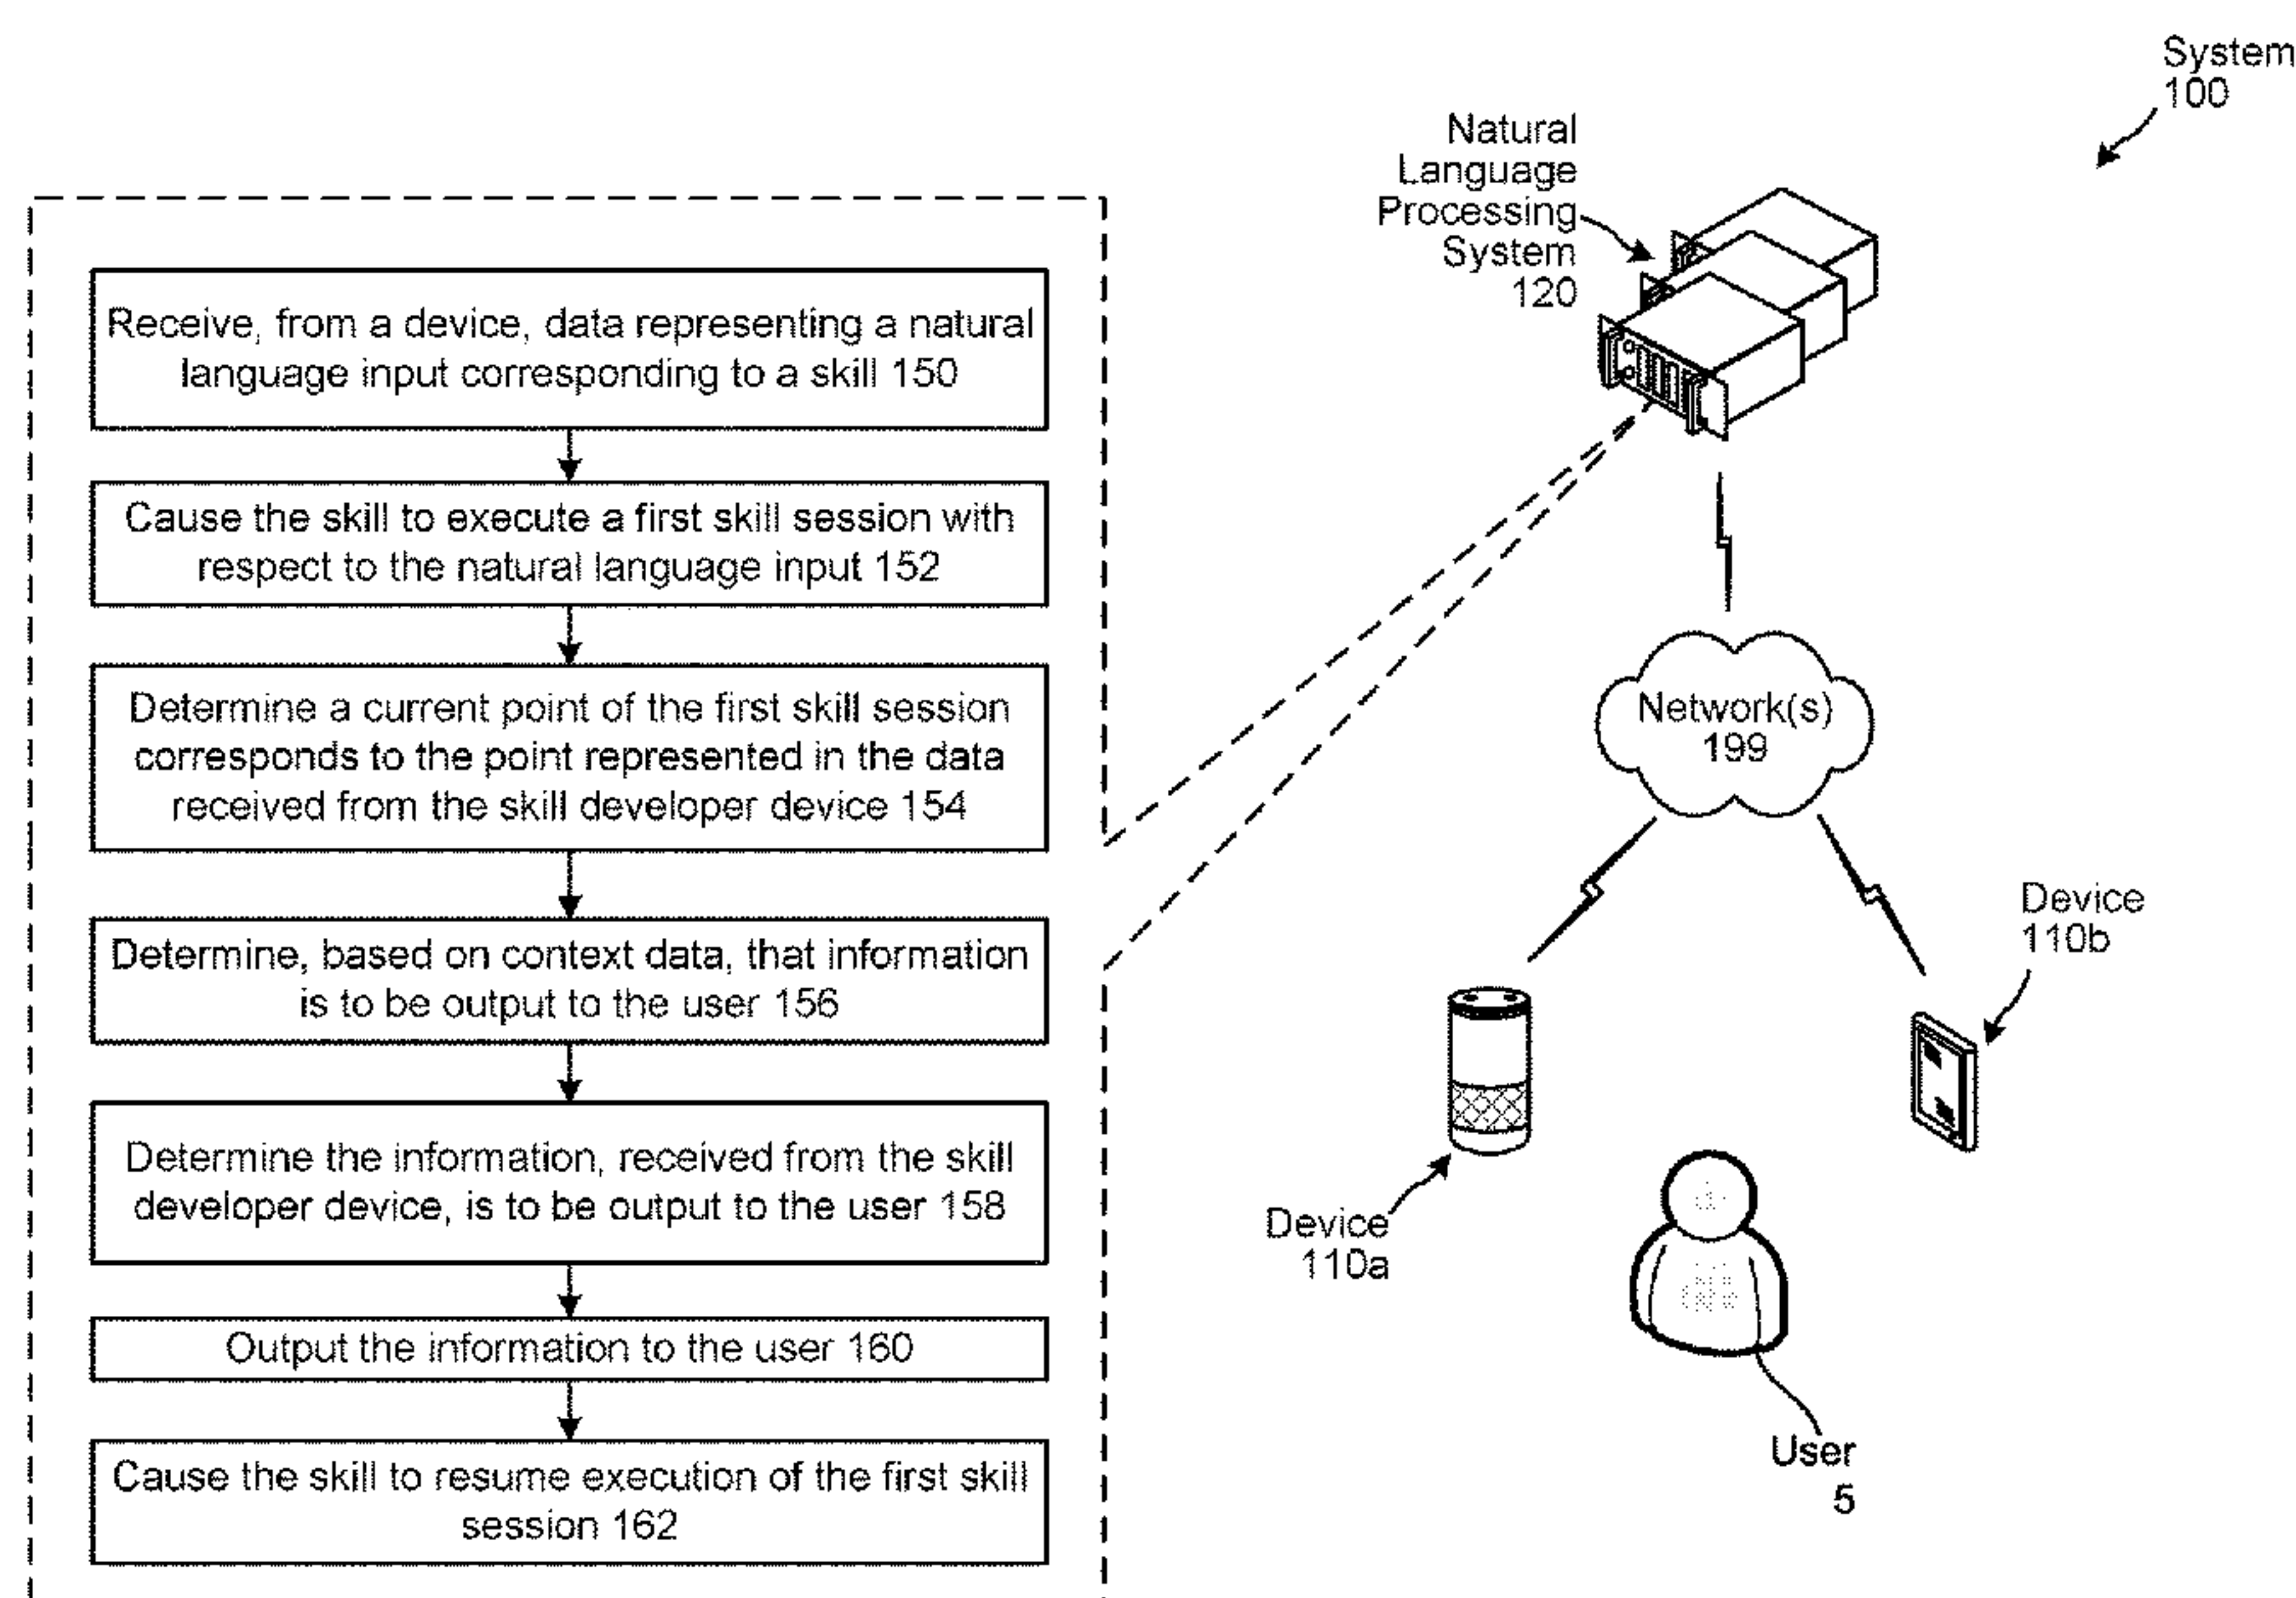 System
100
Natural
Language
Processing
System
120
Receive, from a device, data representing a natural
language input corresponding to a skill 150
Cause the skill to execute a first skill session with
respect to the natural language input 152
Determine a current point of the first skill session
corresponds to the point represented in the data
received from the skill developer device 154
Determine, based on context data, that information
is to be output to the user 156
Determine the information, received from the skill
developer device, is to be output to the user 158
Output the information to the user 160
Cause the skill to resume execution of the first skill
session 162
Network(s)
199
Device
110b
Device
110a
User
5